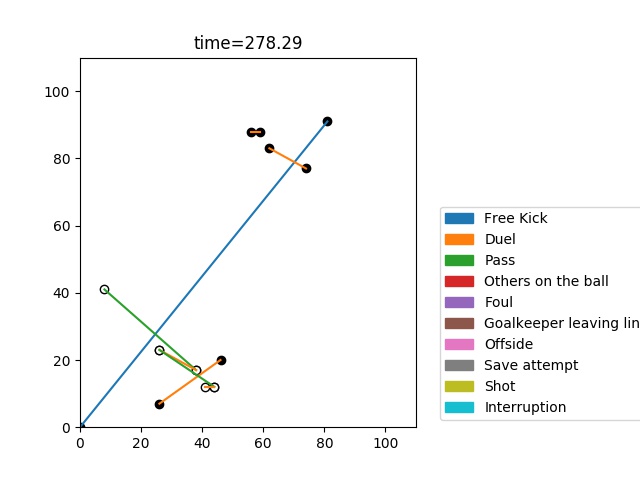 time=278.29
100
80
60
40
20
0
0 20 40 60 80 100
Free Kick
Duel
Pass
Others on the ball
Foul
Goalkeeper leaving lin
Offside
Save attempt
Shot
Interruption